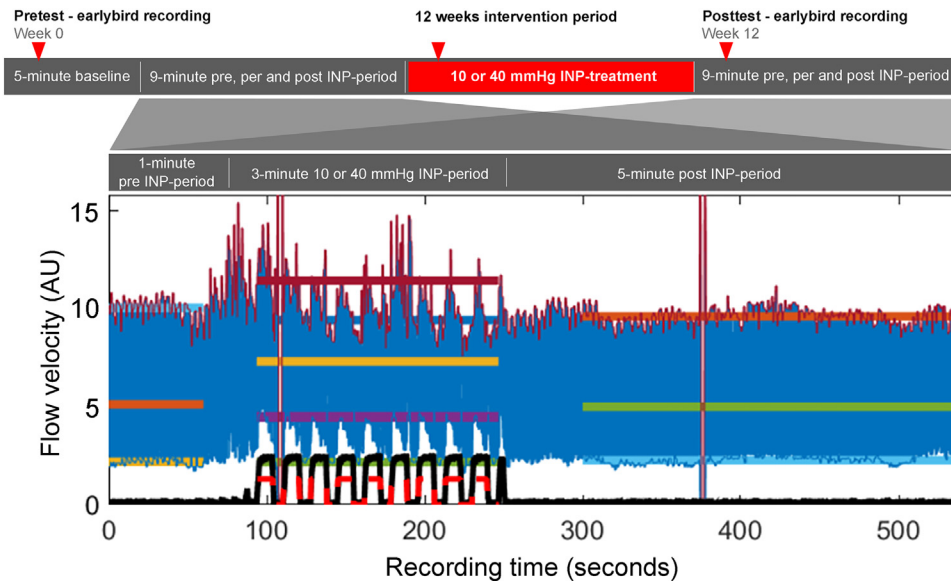 Pretest - earlybird recording
Week 0
12 weeks intervention period
Posttest - earlybird recording
Week 12
5-minute baseline
9-minute pre, per and post INP-period
10 or 40 mmHg INP-treatment
9-minute pre, per and post INP-period
1-minute
pre INP-period
3-minute 10 or 40 mmHg INP-period
5-minute post INP-period
Flow velocity (AU)
15
10
5
0
0
100
200
300
400
500
Recording time (seconds)